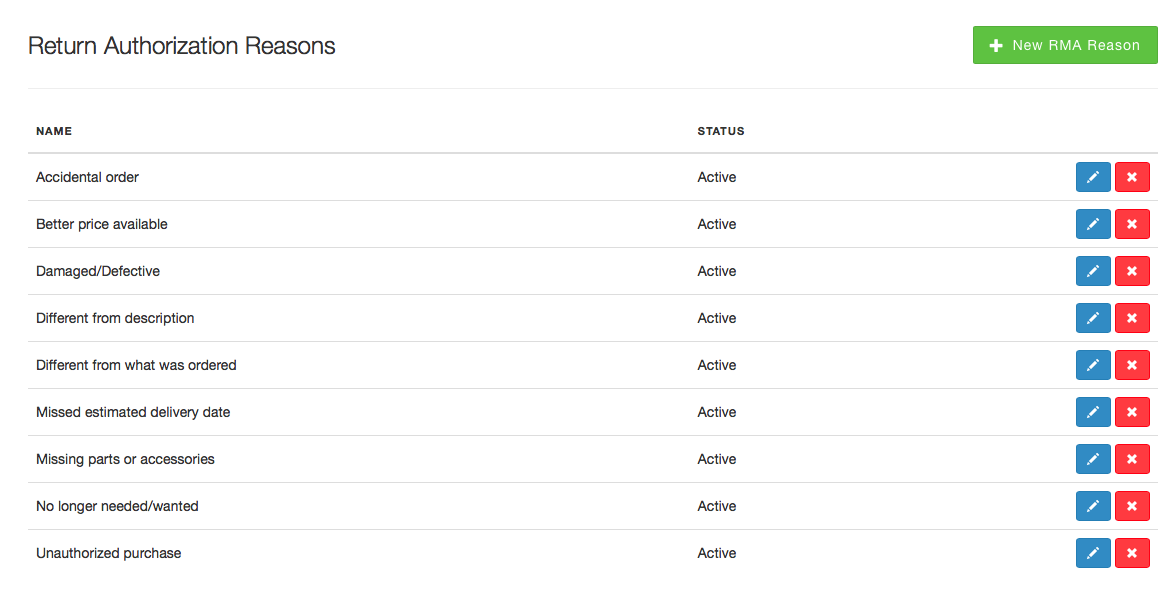 Return Authorization Reasons
New RMA Reason
NAME STATUS
Accidental order Active
Better price available Active
Damaged/Defective Active
Different from description Active
Different from what was ordered Active
Missed estimated delivery date Active
Missing parts or accessories Active
No longer needed/wanted Active
Unauthorized purchase Active